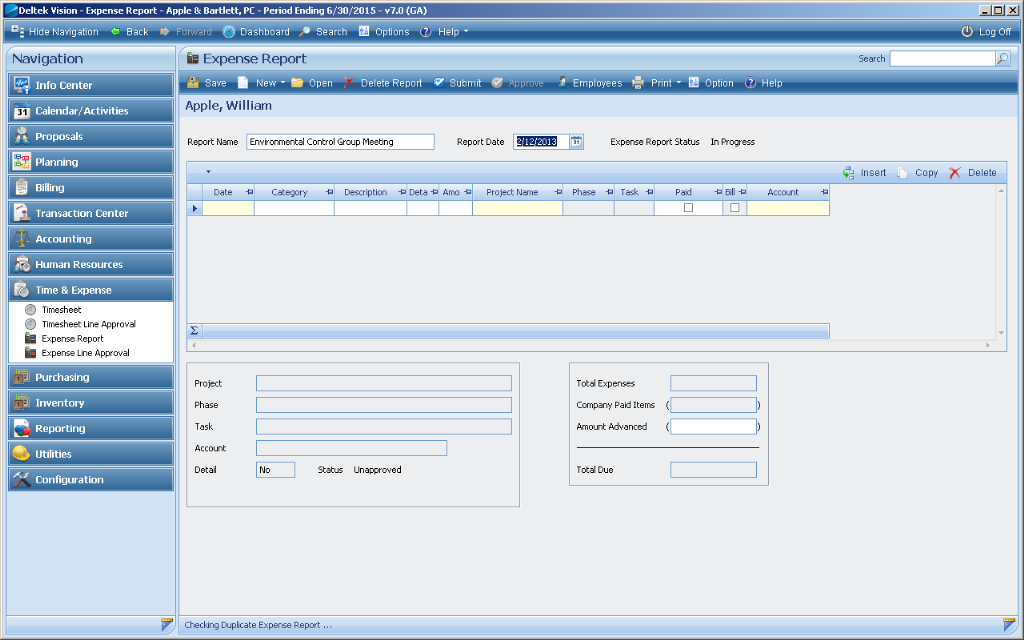 Deltek Vision - Expense Report - Apple & Bartlett, PC - Period Ending 6/30/2015 - v7.0 (GA)
Hide Navigation Back Forward Dashboard Search Options Help Log Off
Navigation
Info Center
Calendar/Activities
Proposals
Planning
Billing
Transaction Center
Accounting
Human Resources
Time & Expense
Timesheet
Timesheet Line Approval
Expense Report
Expense Line Approval
Purchasing
Inventory
Reporting
Utilities
Configuration
Expense Report Search
Save New Open Delete Report Submit Approve Employees Print Option Help
Apple, William
Report Name Environmental Control Group Meeting Report Date 2/12/2013 31 Expense Report Status In Progress
Insert Copy Delete
Date Category Description Deta Amo Project Name Phase Task Paid Bill Account
Σ
Project
Phase
Task
Account
Detail No Status Unapproved
Total Expenses
Company Paid Items ( )
Amount Advanced ( )
Total Due
Checking Duplicate Expense Report ...